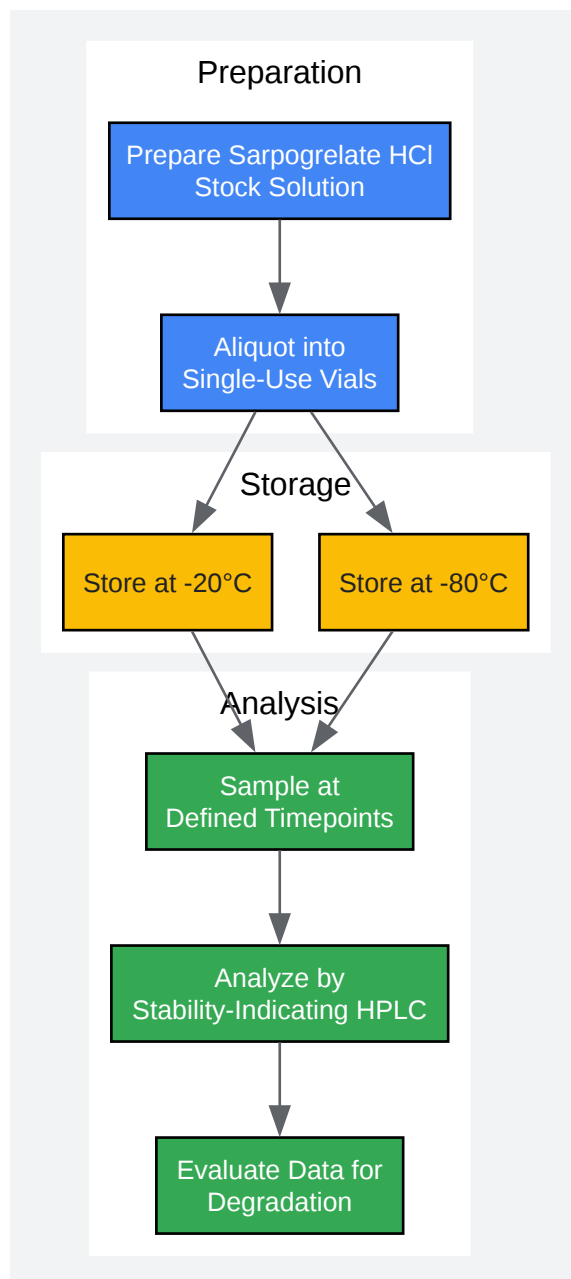 Preparation
Prepare Sarpogrelate HCl
Stock Solution
Aliquot into
Single-Use Vials
Storage
Store at -20°C
Store at -80°C
Analysis
Sample at
Defined Timepoints
Analyze by
Stability-Indicating HPLC
Evaluate Data for
Degradation